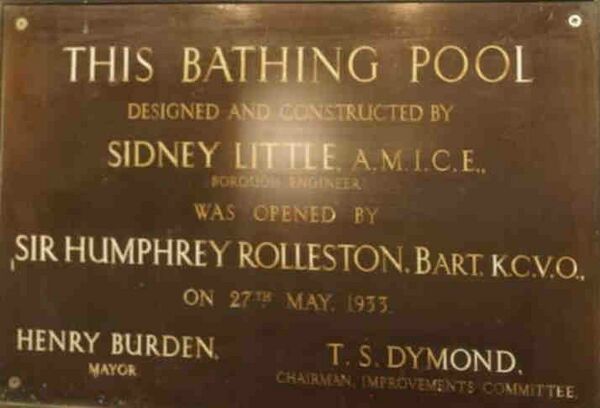 THIS BATHING POOL
DESIGNED AND CONSTRUCTED BY
SIDNEY LITTLE, A.M.I.C.E.,
BOROUGH ENGINEER
WAS OPENED BY
SIR HUMPHREY ROLLESTON, BART. K.C.V.O.,
ON 27TH MAY, 1933.
HENRY BURDEN,
MAYOR
T. S. DYMOND,
CHAIRMAN, IMPROVEMENTS COMMITTEE.